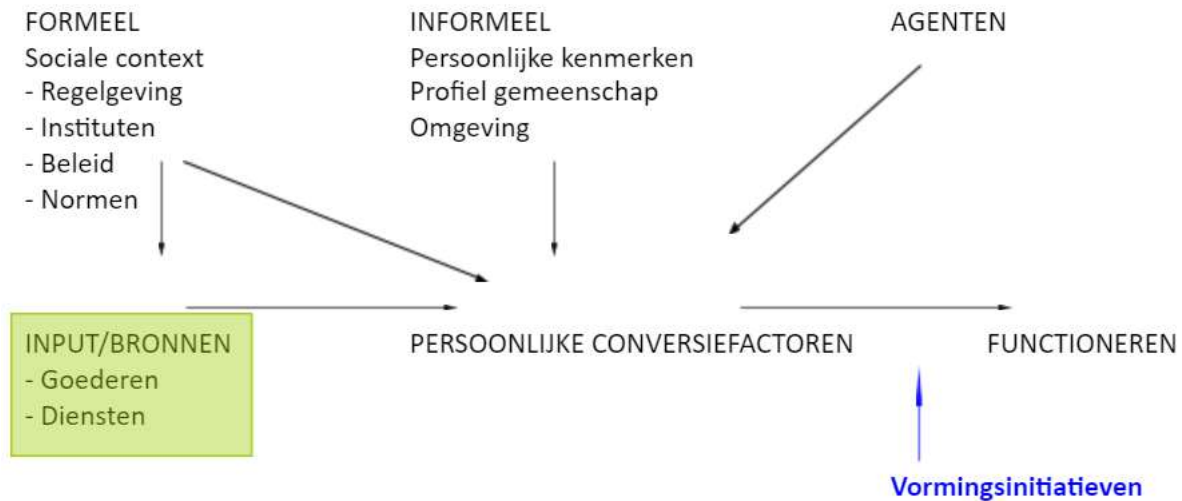 FORMEEL
Sociale context
- Regelgeving
- Instituten
- Beleid
- Normen
INFORMEEL
Persoonlijke kenmerken
Profiel gemeenschap
Omgeving
AGENTEN
INPUT/BRONNEN
- Goederen
- Diensten
PERSOONLIJKE CONVERSIEFACTOREN
FUNCTIONEREN
Vormingsinitiatieven